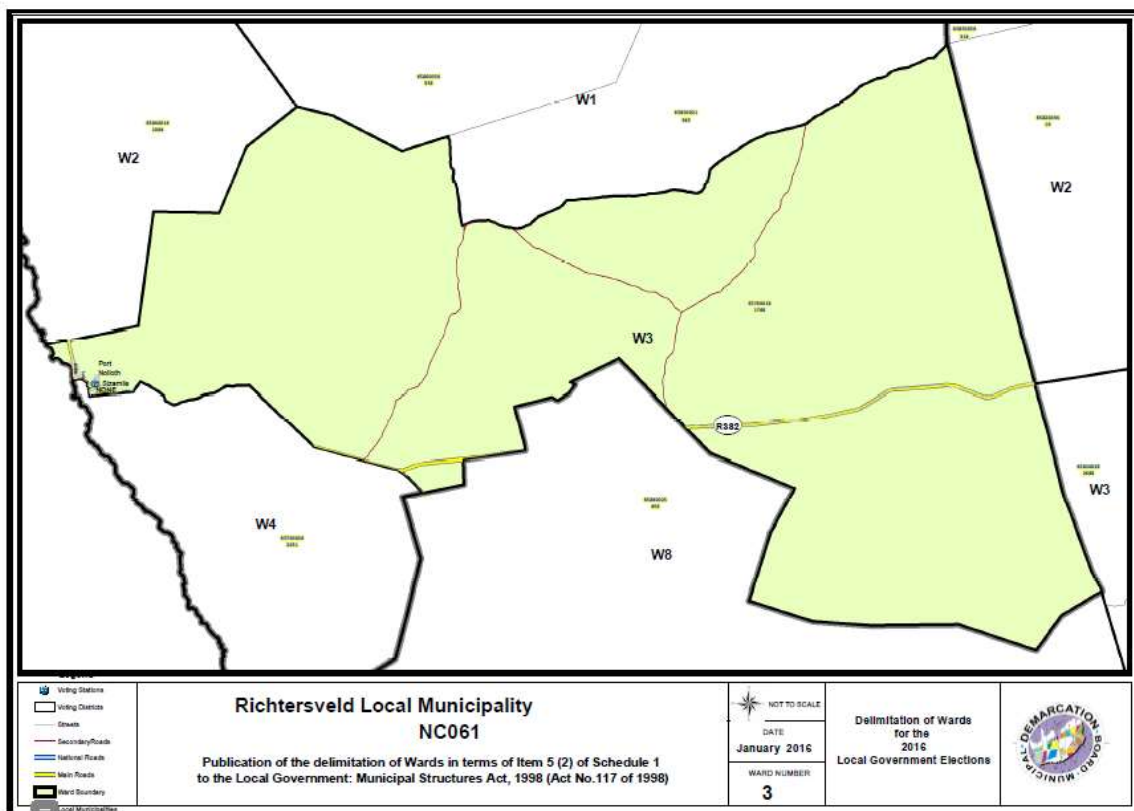 W1
W2
W2
W3
Port
Nolloth
Sizamile
NONE
R382
W3
W4
W8
Voting Stations
Voting Districts
Streets
SecondaryRoads
National Roads
Main Roads
Ward Boundary
Local Municipalities
Richtersveld Local Municipality
NC061
Publication of the delimitation of Wards in terms of Item 5 (2) of Schedule 1
to the Local Government: Municipal Structures Act, 1998 (Act No.117 of 1998)
NOT TO SCALE
DATE
January 2016
WARD NUMBER
3
Delimitation of Wards
for the
2016
Local Government Elections
MUNICIPAL DEMARCATION BOARD